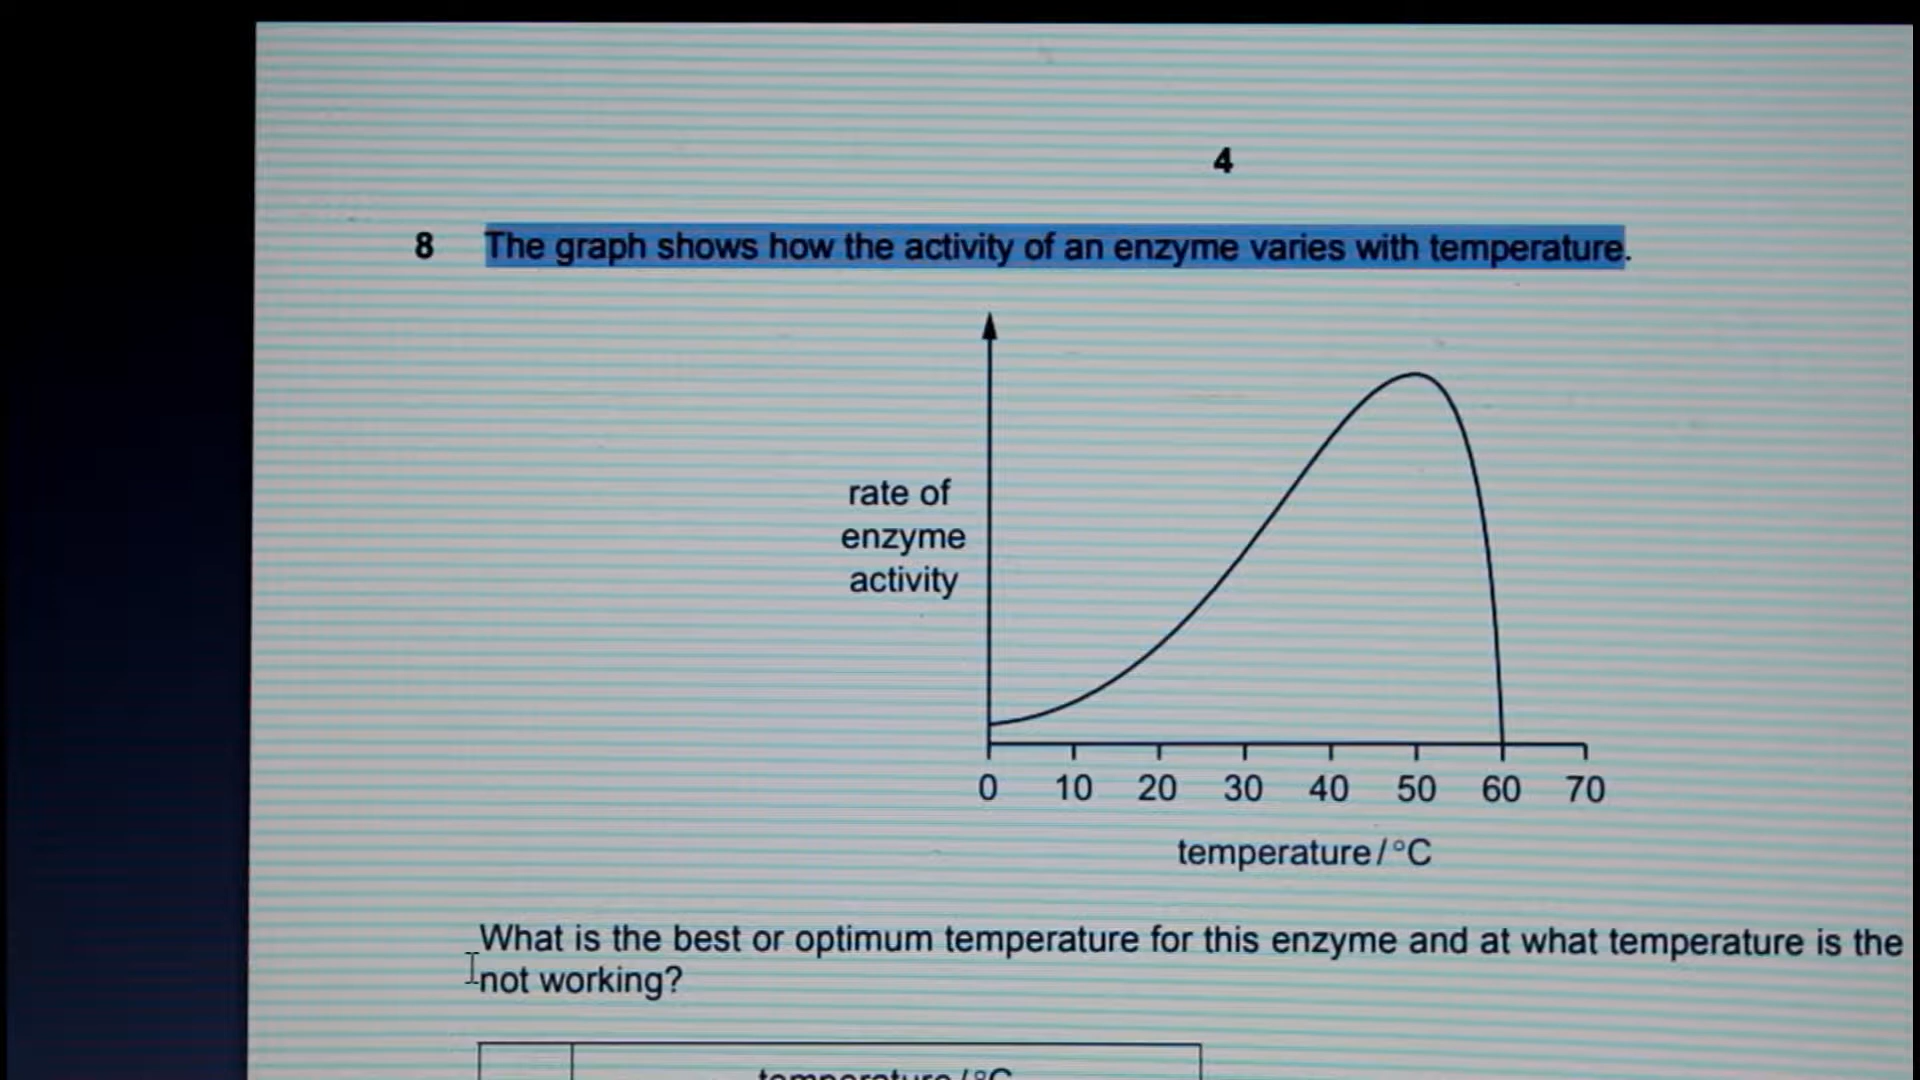 4
8 The graph shows how the activity of an enzyme varies with temperature.
rate of
enzyme
activity
0 10 20 30 40 50 60 70
temperature / °C
What is the best or optimum temperature for this enzyme and at what temperature is the
not working?
temperature / °C